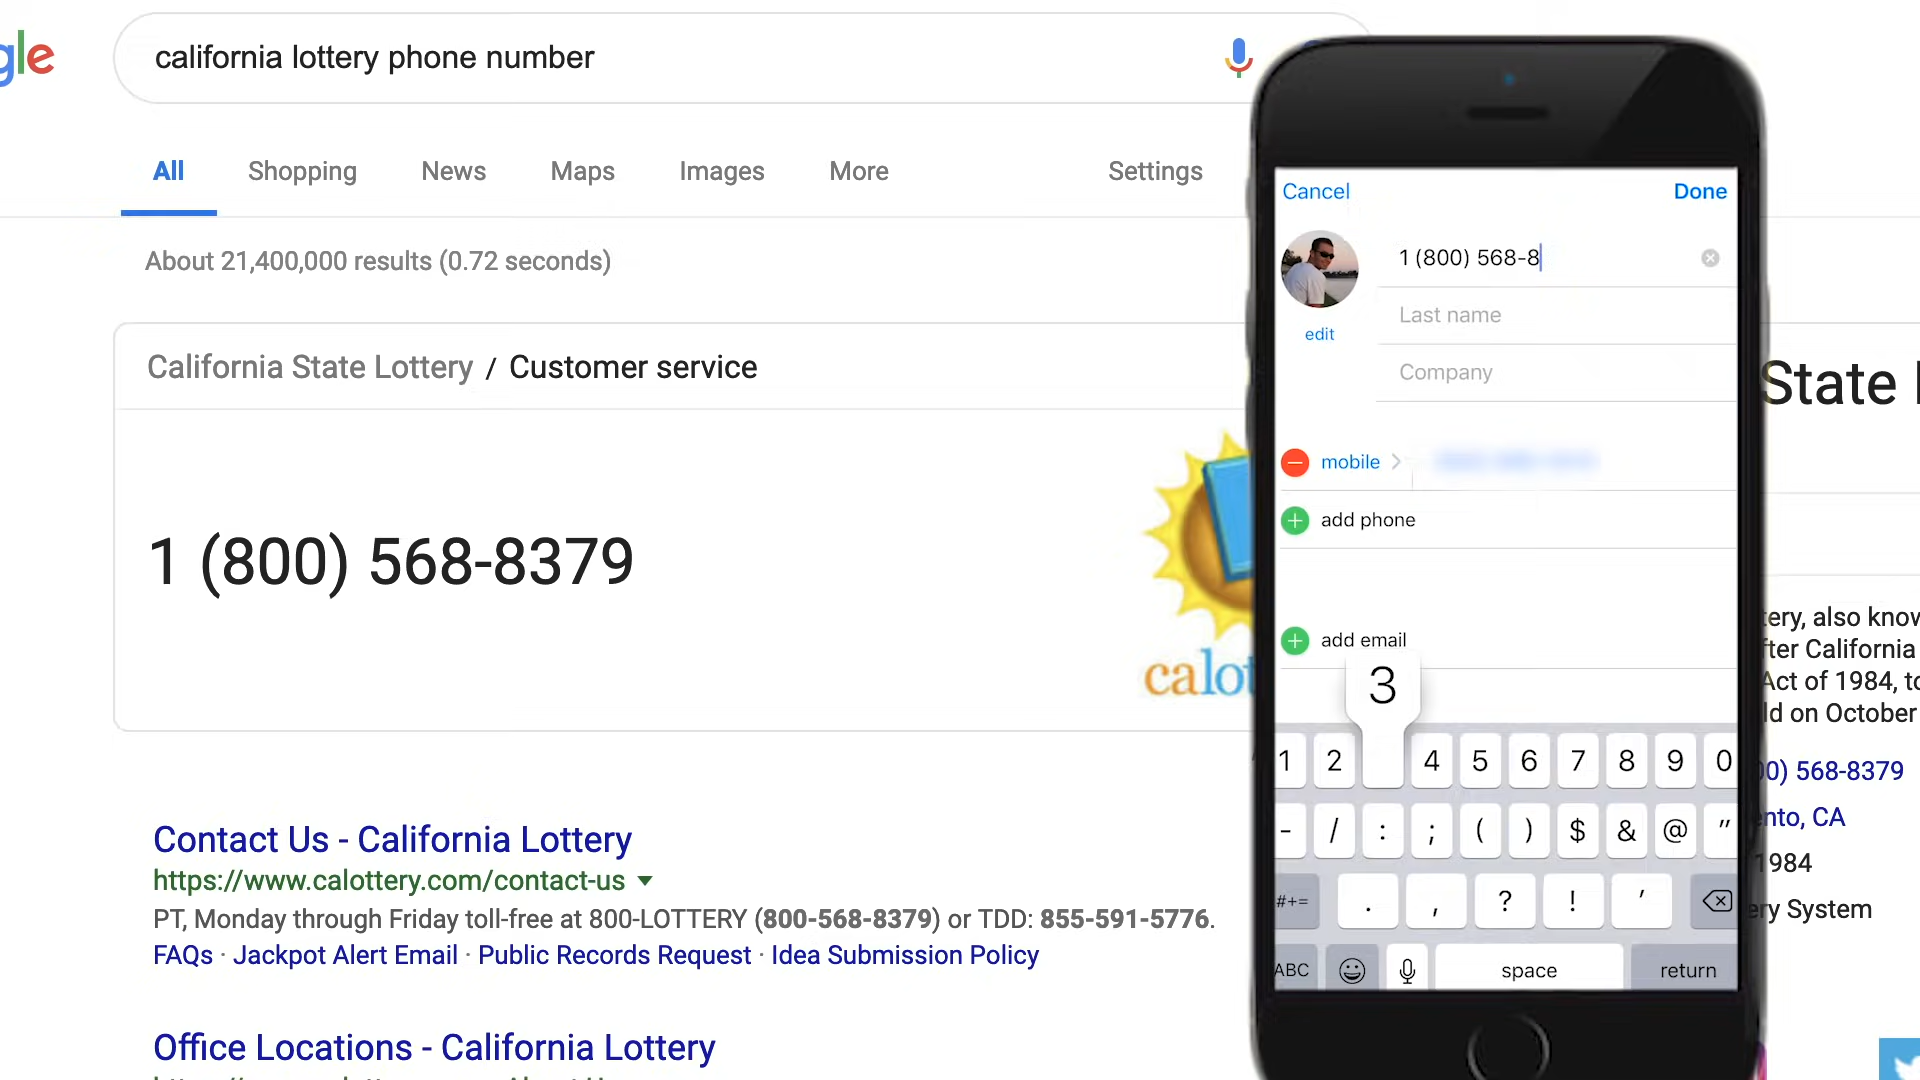 gle
california lottery phone number
All
Shopping
News
Maps
Images
More
Settings
About 21,400,000 results (0.72 seconds)
California State Lottery / Customer service
1 (800) 568-8379
calot
Contact Us - California Lottery
https://www.calottery.com/contact-us
PT, Monday through Friday toll-free at 800-LOTTERY (800-568-8379) or TDD: 855-591-5776.
FAQs · Jackpot Alert Email · Public Records Request · Idea Submission Policy
Office Locations - California Lottery
Cancel
Done
1 (800) 568-8
Last name
edit
Company
mobile
add phone
add email
3
1 2 4 5 6 7 8 9 0
- / : ; ( ) $ & @ "
#+= . , ? ! '
ABC space return
State
tery, also know
fter California
Act of 1984, to
ld on October
00) 568-8379
ento, CA
1984
ery System